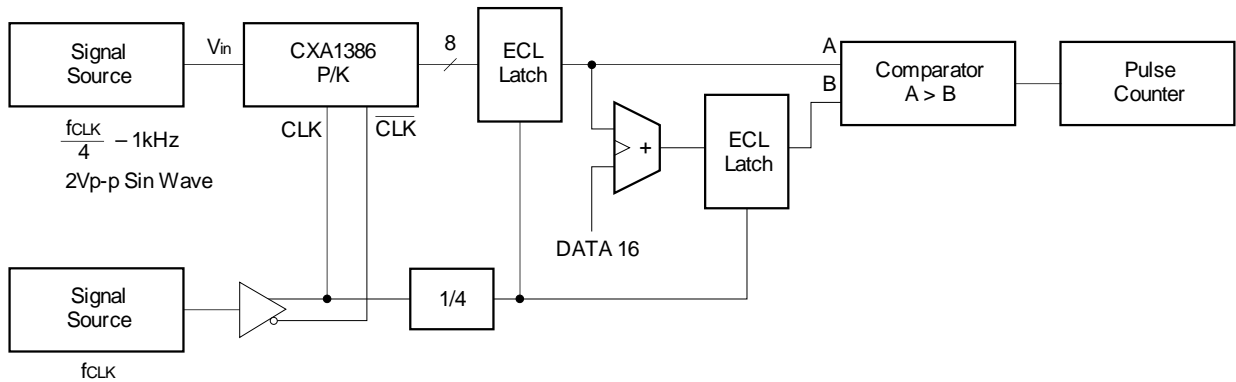 Signal
Source
Vin
CXA1386
P/K
8
ECL
Latch
A
B
Comparator
A > B
Pulse
Counter
CLK
CLK
fCLK
4
– 1kHz
2Vp-p Sin Wave
+
ECL
Latch
DATA 16
Signal
Source
1/4
fCLK